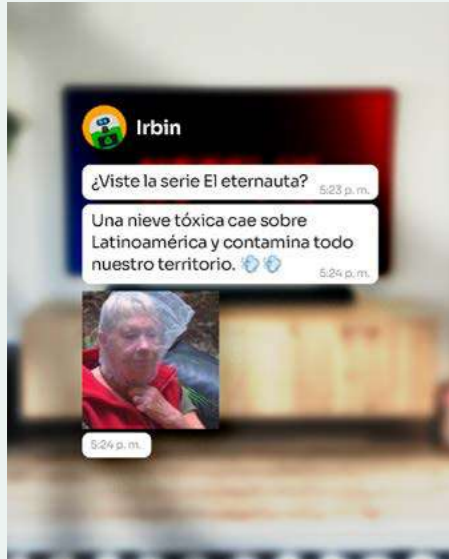 Irbin
¿Viste la serie El eternauta?
5:23 p. m.
Una nieve tóxica cae sobre
Latinoamérica y contamina todo
nuestro territorio. 💨💨
5:24 p. m.
5:24 p. m.